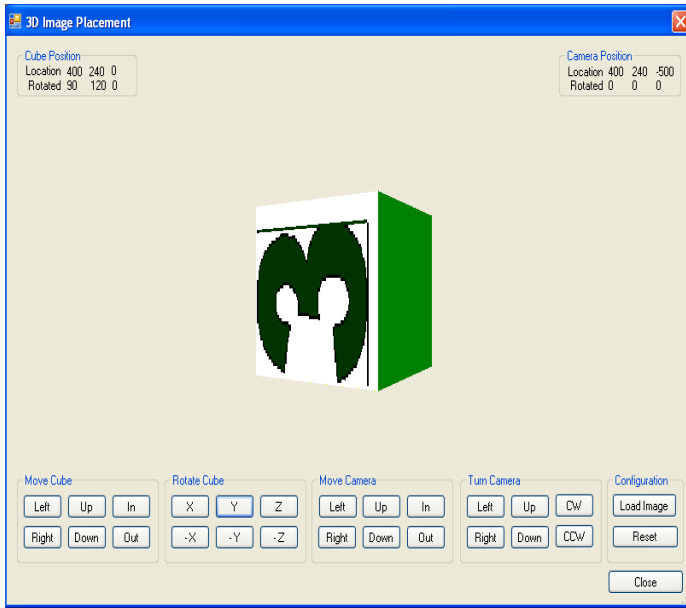 3D Image Placement
Cube Position
Location 400 240 0
Rotated 90 120 0
Camera Position
Location 400 240 -500
Rotated 0 0 0
Move Cube
Left Up In
Right Down Out
Rotate Cube
X Y Z
-X -Y -Z
Move Camera
Left Up In
Right Down Out
Turn Camera
Left Up CW
Right Down CCW
Configuration
Load Image
Reset
Close